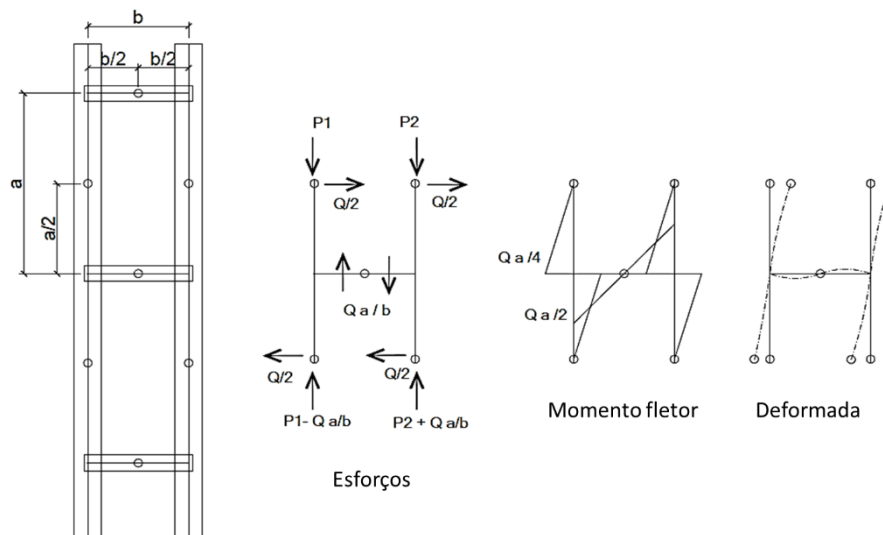 b
b/2 b/2
a
a/2
P1 P2
Q/2 Q/2
Q a / b
Q/2 Q/2
P1- Q a/b P2 + Q a/b
Esforços
Q a /4
Q a /2
Momento fletor
Deformada